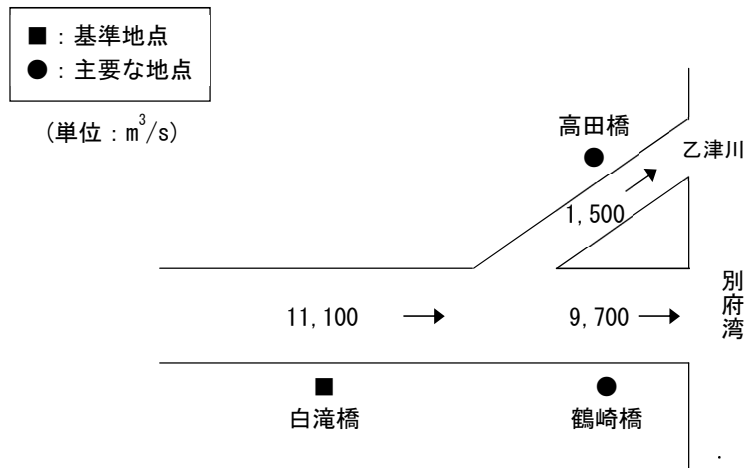 ■：基準地点
●：主要な地点
(単位：m³/s)
高田橋
乙津川
1,500
11,100
9,700
別府湾
白滝橋
鶴崎橋